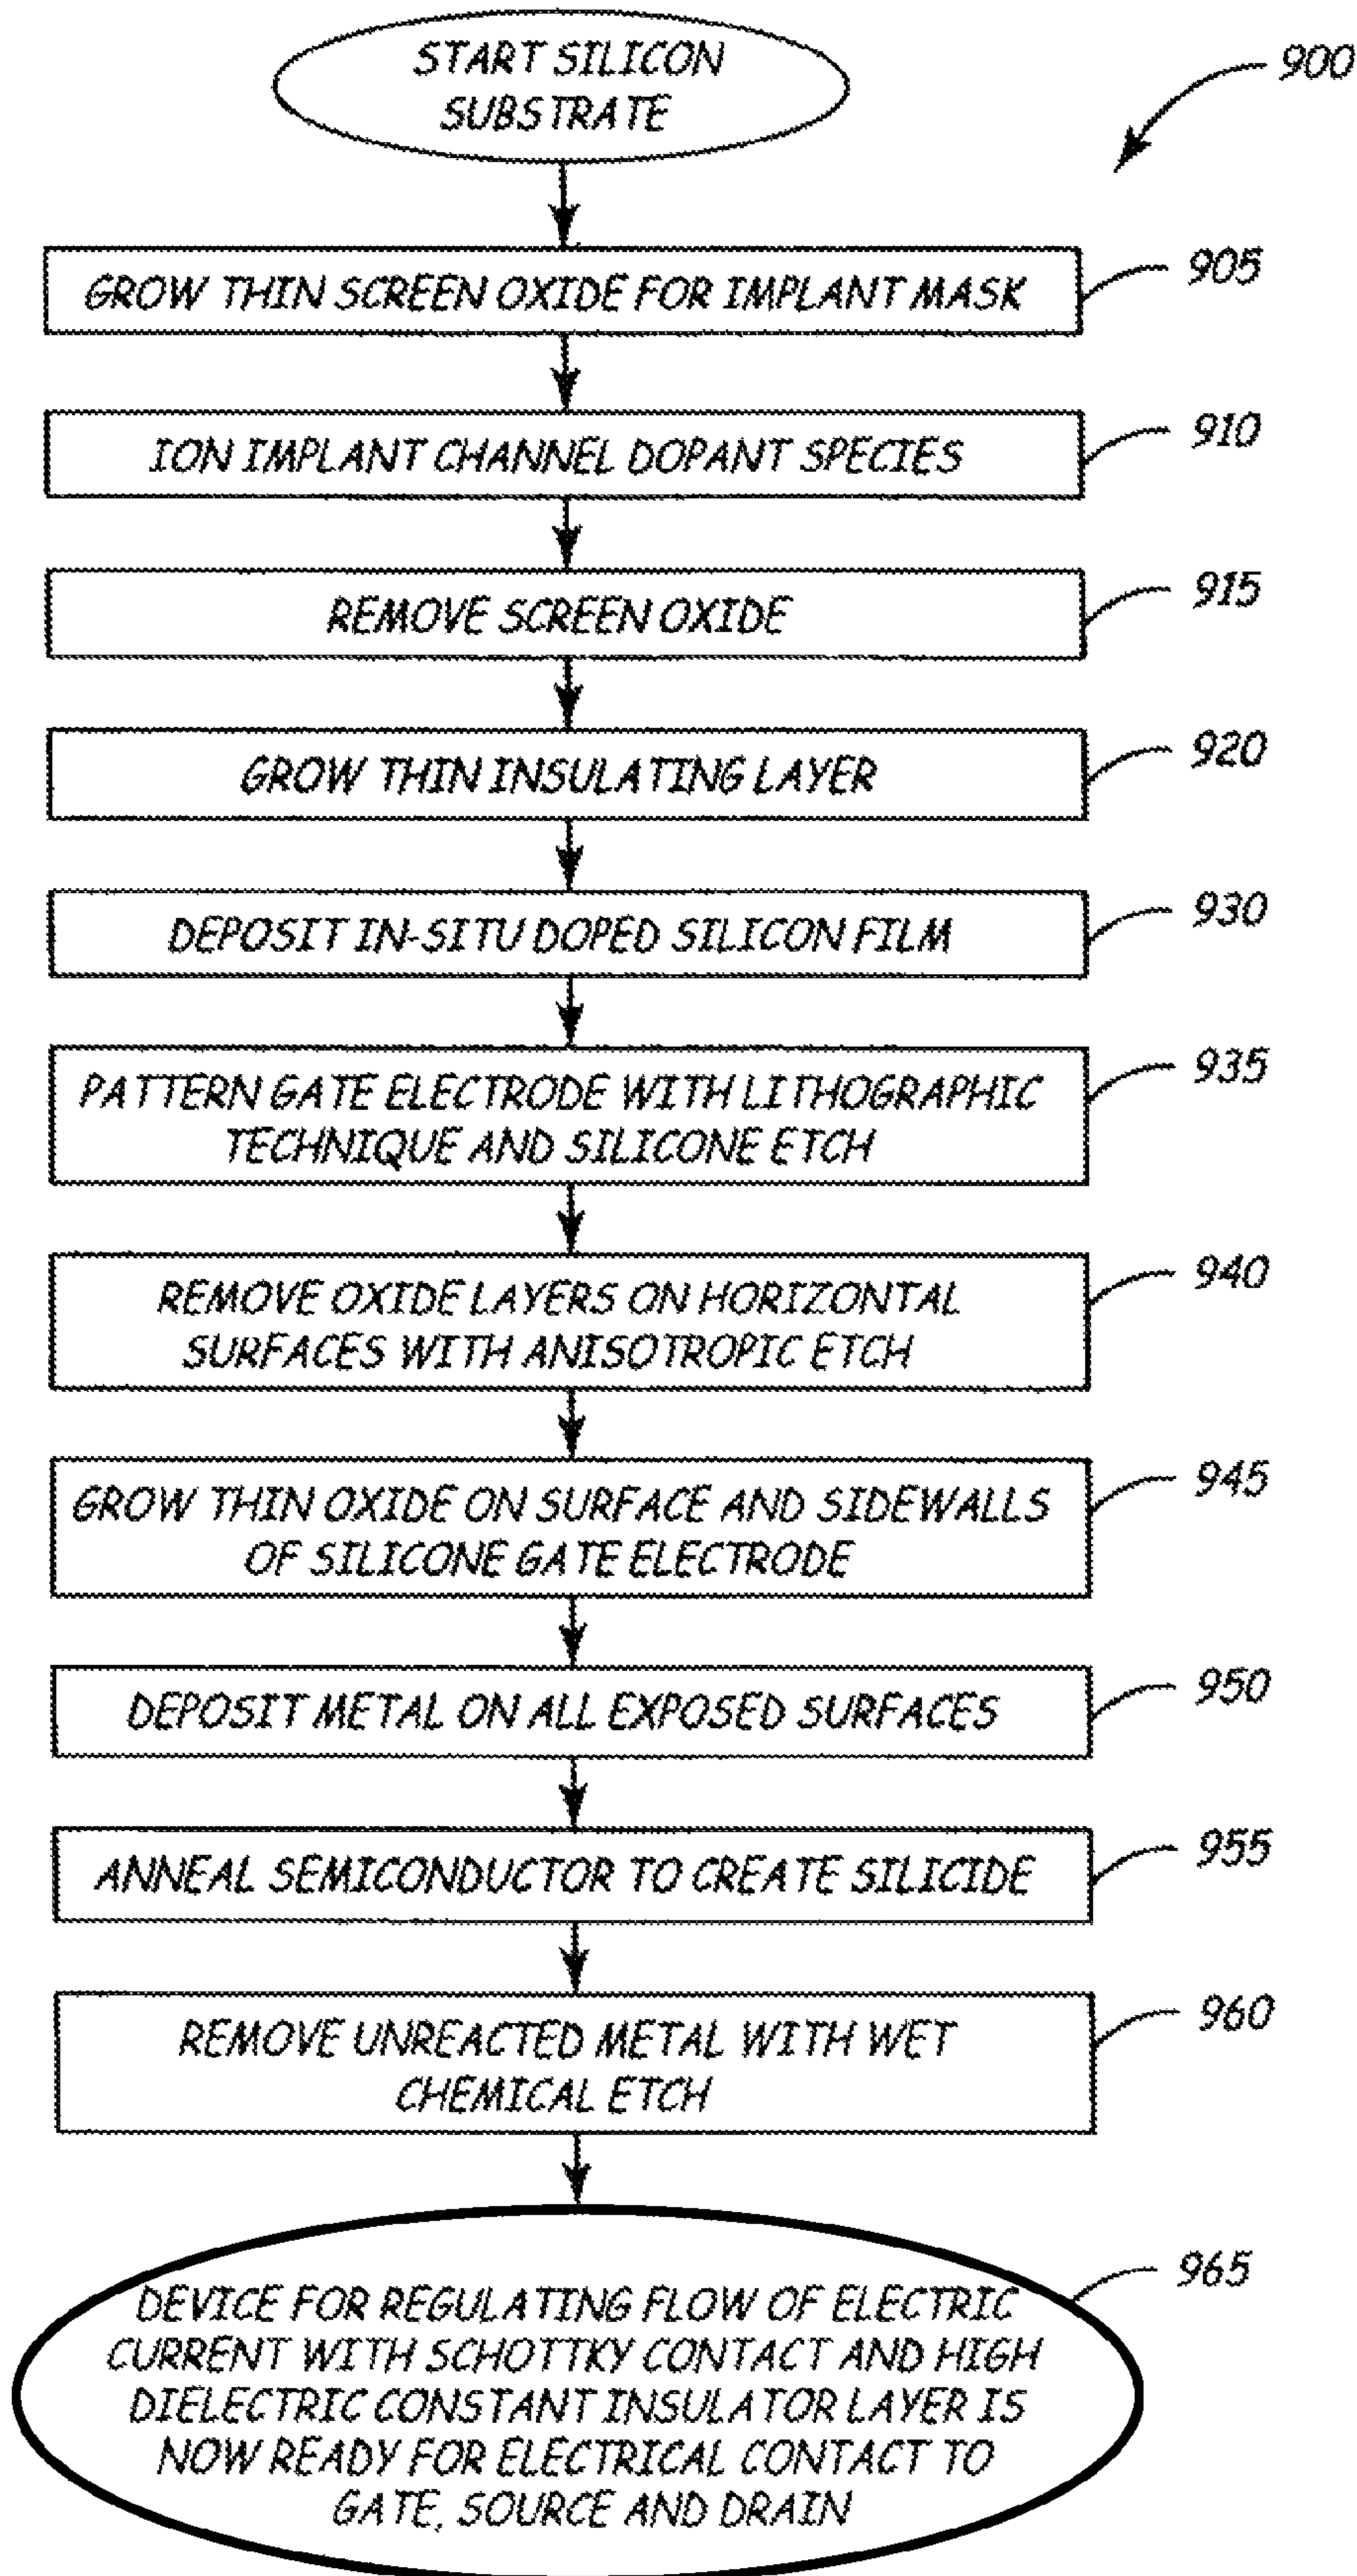 START SILICON
SUBSTRATE
900
GROW THIN SCREEN OXIDE FOR IMPLANT MASK
905
ION IMPLANT CHANNEL DOPANT SPECIES
910
REMOVE SCREEN OXIDE
915
GROW THIN INSULATING LAYER
920
DEPOSIT IN-SITU DOPED SILICON FILM
930
PATTERN GATE ELECTRODE WITH LITHOGRAPHIC
TECHNIQUE AND SILICONE ETCH
935
REMOVE OXIDE LAYERS ON HORIZONTAL
SURFACES WITH ANISOTROPIC ETCH
940
GROW THIN OXIDE ON SURFACE AND SIDEWALLS
OF SILICONE GATE ELECTRODE
945
DEPOSIT METAL ON ALL EXPOSED SURFACES
950
ANNEAL SEMICONDUCTOR TO CREATE SILICIDE
955
REMOVE UNREACTED METAL WITH WET
CHEMICAL ETCH
960
DEVICE FOR REGULATING FLOW OF ELECTRIC
CURRENT WITH SCHOTTKY CONTACT AND HIGH
DIELECTRIC CONSTANT INSULATOR LAYER IS
NOW READY FOR ELECTRICAL CONTACT TO
GATE, SOURCE AND DRAIN
965